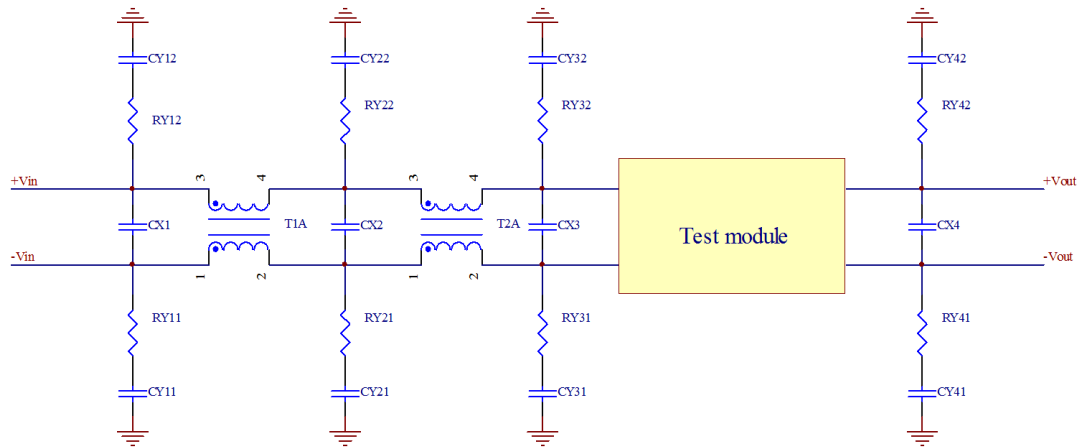 CY12
CY22
CY32
CY42
RY12
RY22
RY32
RY42
+Vin
3
4
3
4
+Vout
CX1
T1A
CX2
T2A
CX3
Test module
CX4
-Vin
1
2
1
2
-Vout
RY11
RY21
RY31
RY41
CY11
CY21
CY31
CY41